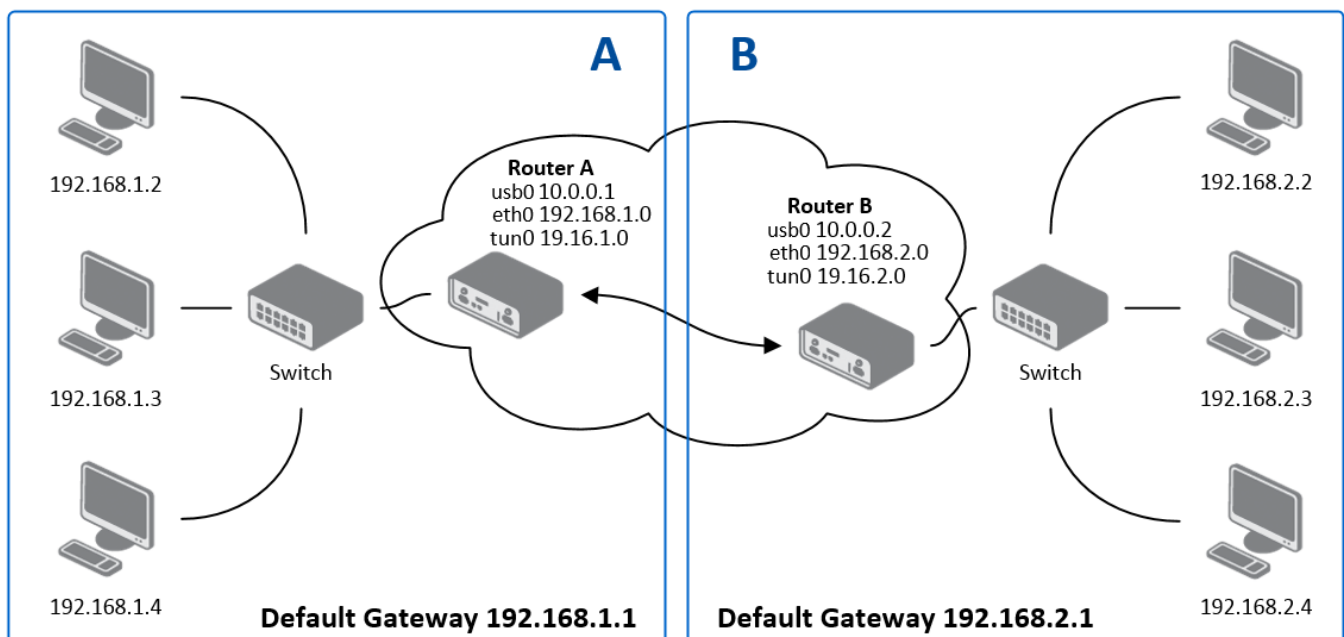 A
B
192.168.1.2
192.168.1.3
192.168.1.4
Switch
Router A
usb0 10.0.0.1
eth0 192.168.1.0
tun0 19.16.1.0
Default Gateway 192.168.1.1
Router B
usb0 10.0.0.2
eth0 192.168.2.0
tun0 19.16.2.0
Switch
192.168.2.2
192.168.2.3
192.168.2.4
Default Gateway 192.168.2.1